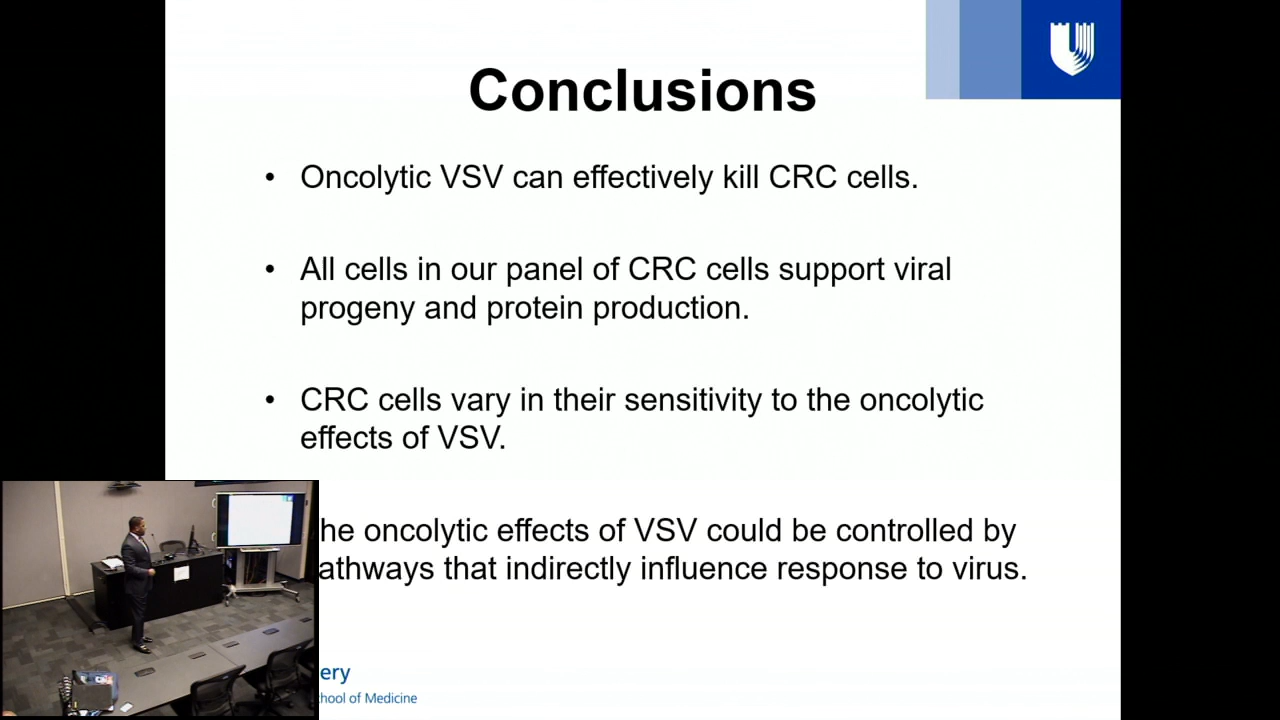 Conclusions
• Oncolytic VSV can effectively kill CRC cells.
• All cells in our panel of CRC cells support viral
progeny and protein production.
• CRC cells vary in their sensitivity to the oncolytic
effects of VSV.
he oncolytic effects of VSV could be controlled by
athways that indirectly influence response to virus.
ery
chool of Medicine